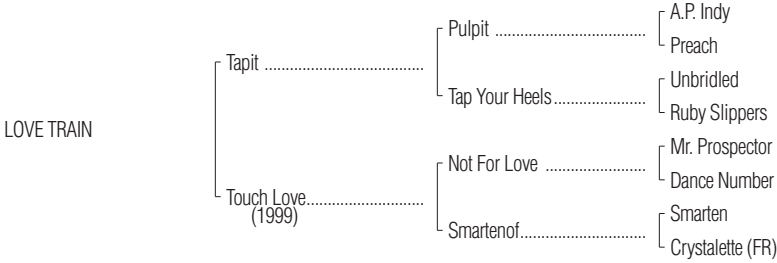 A.P. Indy
Pulpit ....................................
Preach
Tapit ......................................
Unbridled
Tap Your Heels......................
Ruby Slippers
LOVE TRAIN
Mr. Prospector
Not For Love ........................
Dance Number
Touch Love............................
(1999)
Smarten
Smartenof..............................
Crystalette (FR)